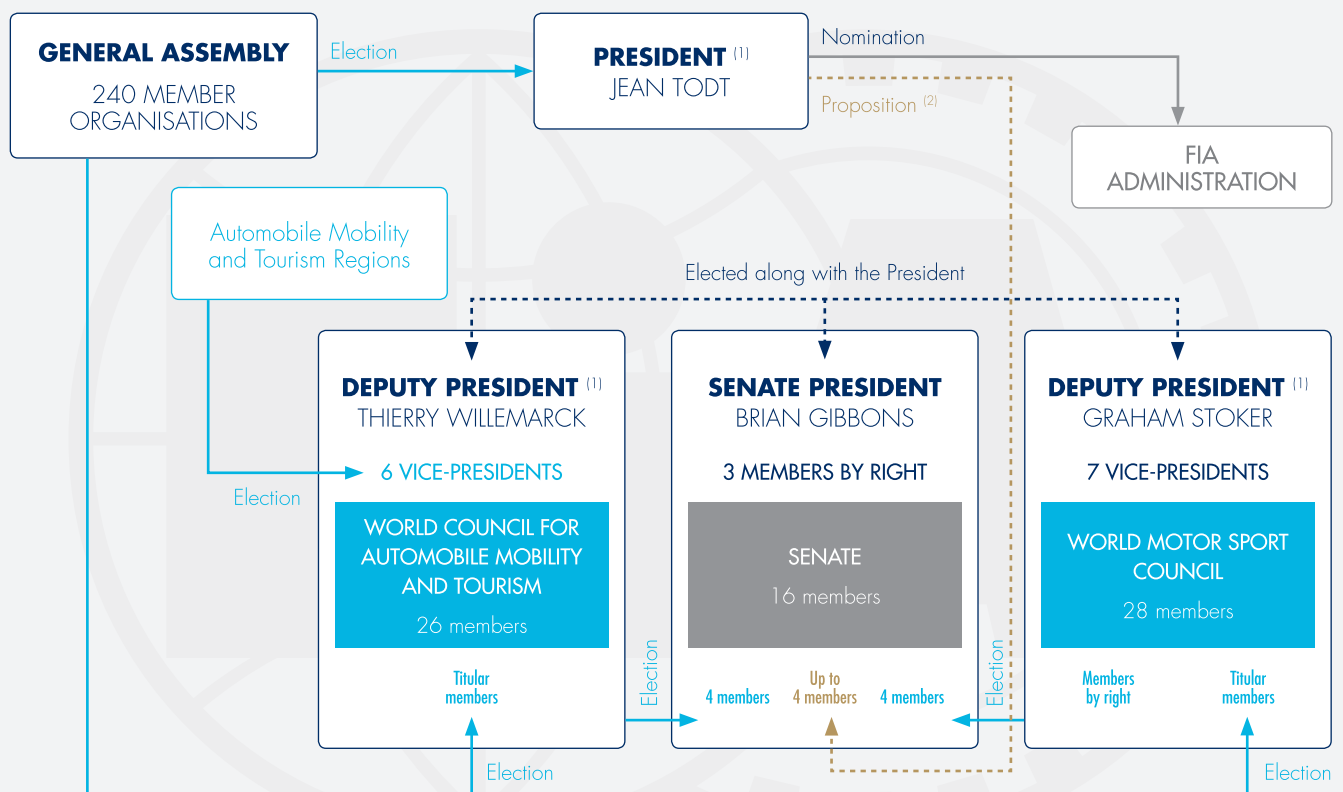 GENERAL ASSEMBLY
240 MEMBER
ORGANISATIONS
Election
PRESIDENT (1)
JEAN TODT
Nomination
Proposition (2)
FIA
ADMINISTRATION
Automobile Mobility
and Tourism Regions
Elected along with the President
Election
DEPUTY PRESIDENT (1)
THIERRY WILLEMARCK
6 VICE-PRESIDENTS
WORLD COUNCIL FOR
AUTOMOBILE MOBILITY
AND TOURISM
26 members
Titular
members
Election
Election
SENATE PRESIDENT
BRIAN GIBBONS
3 MEMBERS BY RIGHT
SENATE
16 members
4 members
Up to
4 members
4 members
Election
DEPUTY PRESIDENT (1)
GRAHAM STOKER
7 VICE-PRESIDENTS
WORLD MOTOR SPORT
COUNCIL
28 members
Members
by right
Titular
members
Election